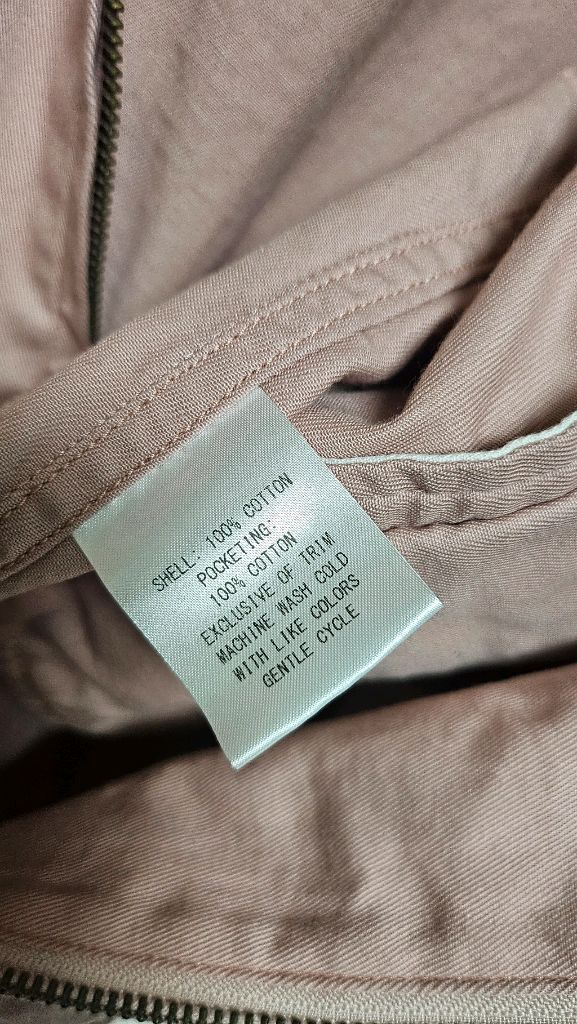 SHELL: 100% COTTON
POCKETING:
100% COTTON
EXCLUSIVE OF TRIM
MACHINE WASH COLD
WITH LIKE COLORS
GENTLE CYCLE